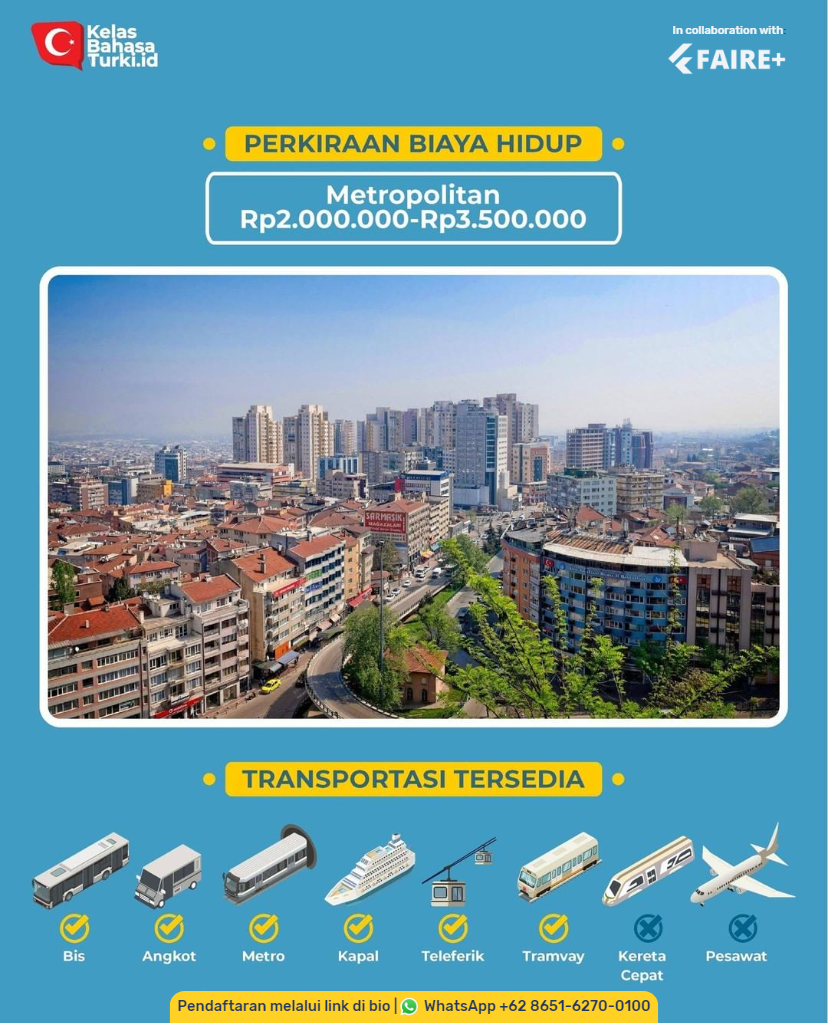 Kelas
Bahasa
Turki.id
In collaboration with:
FAIRE+
PERKIRAAN BIAYA HIDUP
Metropolitan
Rp2.000.000-Rp3.500.000
SARMAŞIK
MAĞAZALARI
TRANSPORTASI TERSEDIA
Bis
Angkot
Metro
Kapal
Teleferik
Tramvay
Kereta
Cepat
Pesawat
Pendaftaran melalui link di bio | WhatsApp +62 8651-6270-0100